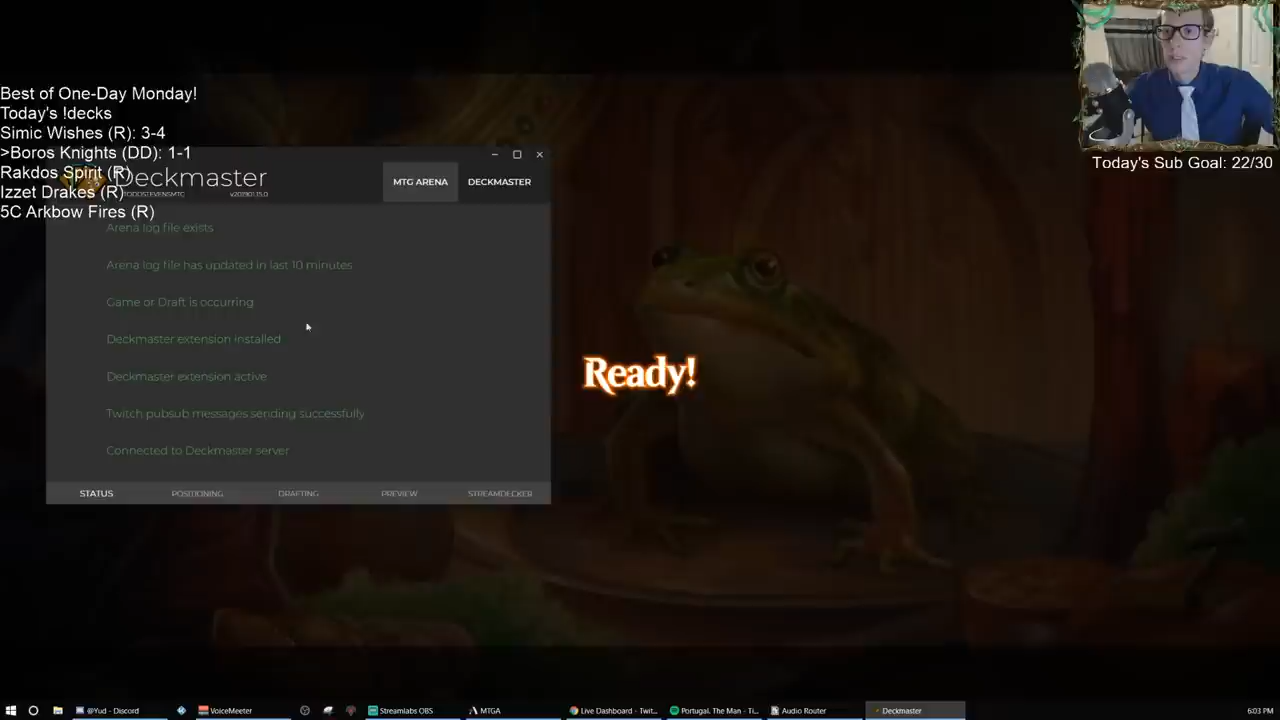 Best of One-Day Monday!
Today's !decks
Simic Wishes (R): 3-4
>Boros Knights (DD): 1-1
Rakdos Spirit (R)
Izzet Drakes (R)
5C Arkbow Fires (R)
Deckmaster
MTG ARENA
DECKMASTER
Arena log file exists
Arena log file has updated in last 10 minutes
Game or Draft is occurring
Deckmaster extension installed
Deckmaster extension active
Twitch pubsub messages sending successfully
Connected to Deckmaster server
STATUS
POSITIONING
DRAFTING
PREVIEW
STREAMDECKER
Ready!
Today's Sub Goal: 22/30
@Yud - Discord
VoiceMeeter
Streamlabs OBS
MTGA
Live Dashboard - Twit...
Portugal. The Man - Ti...
Audio Router
Deckmaster
6:03 PM